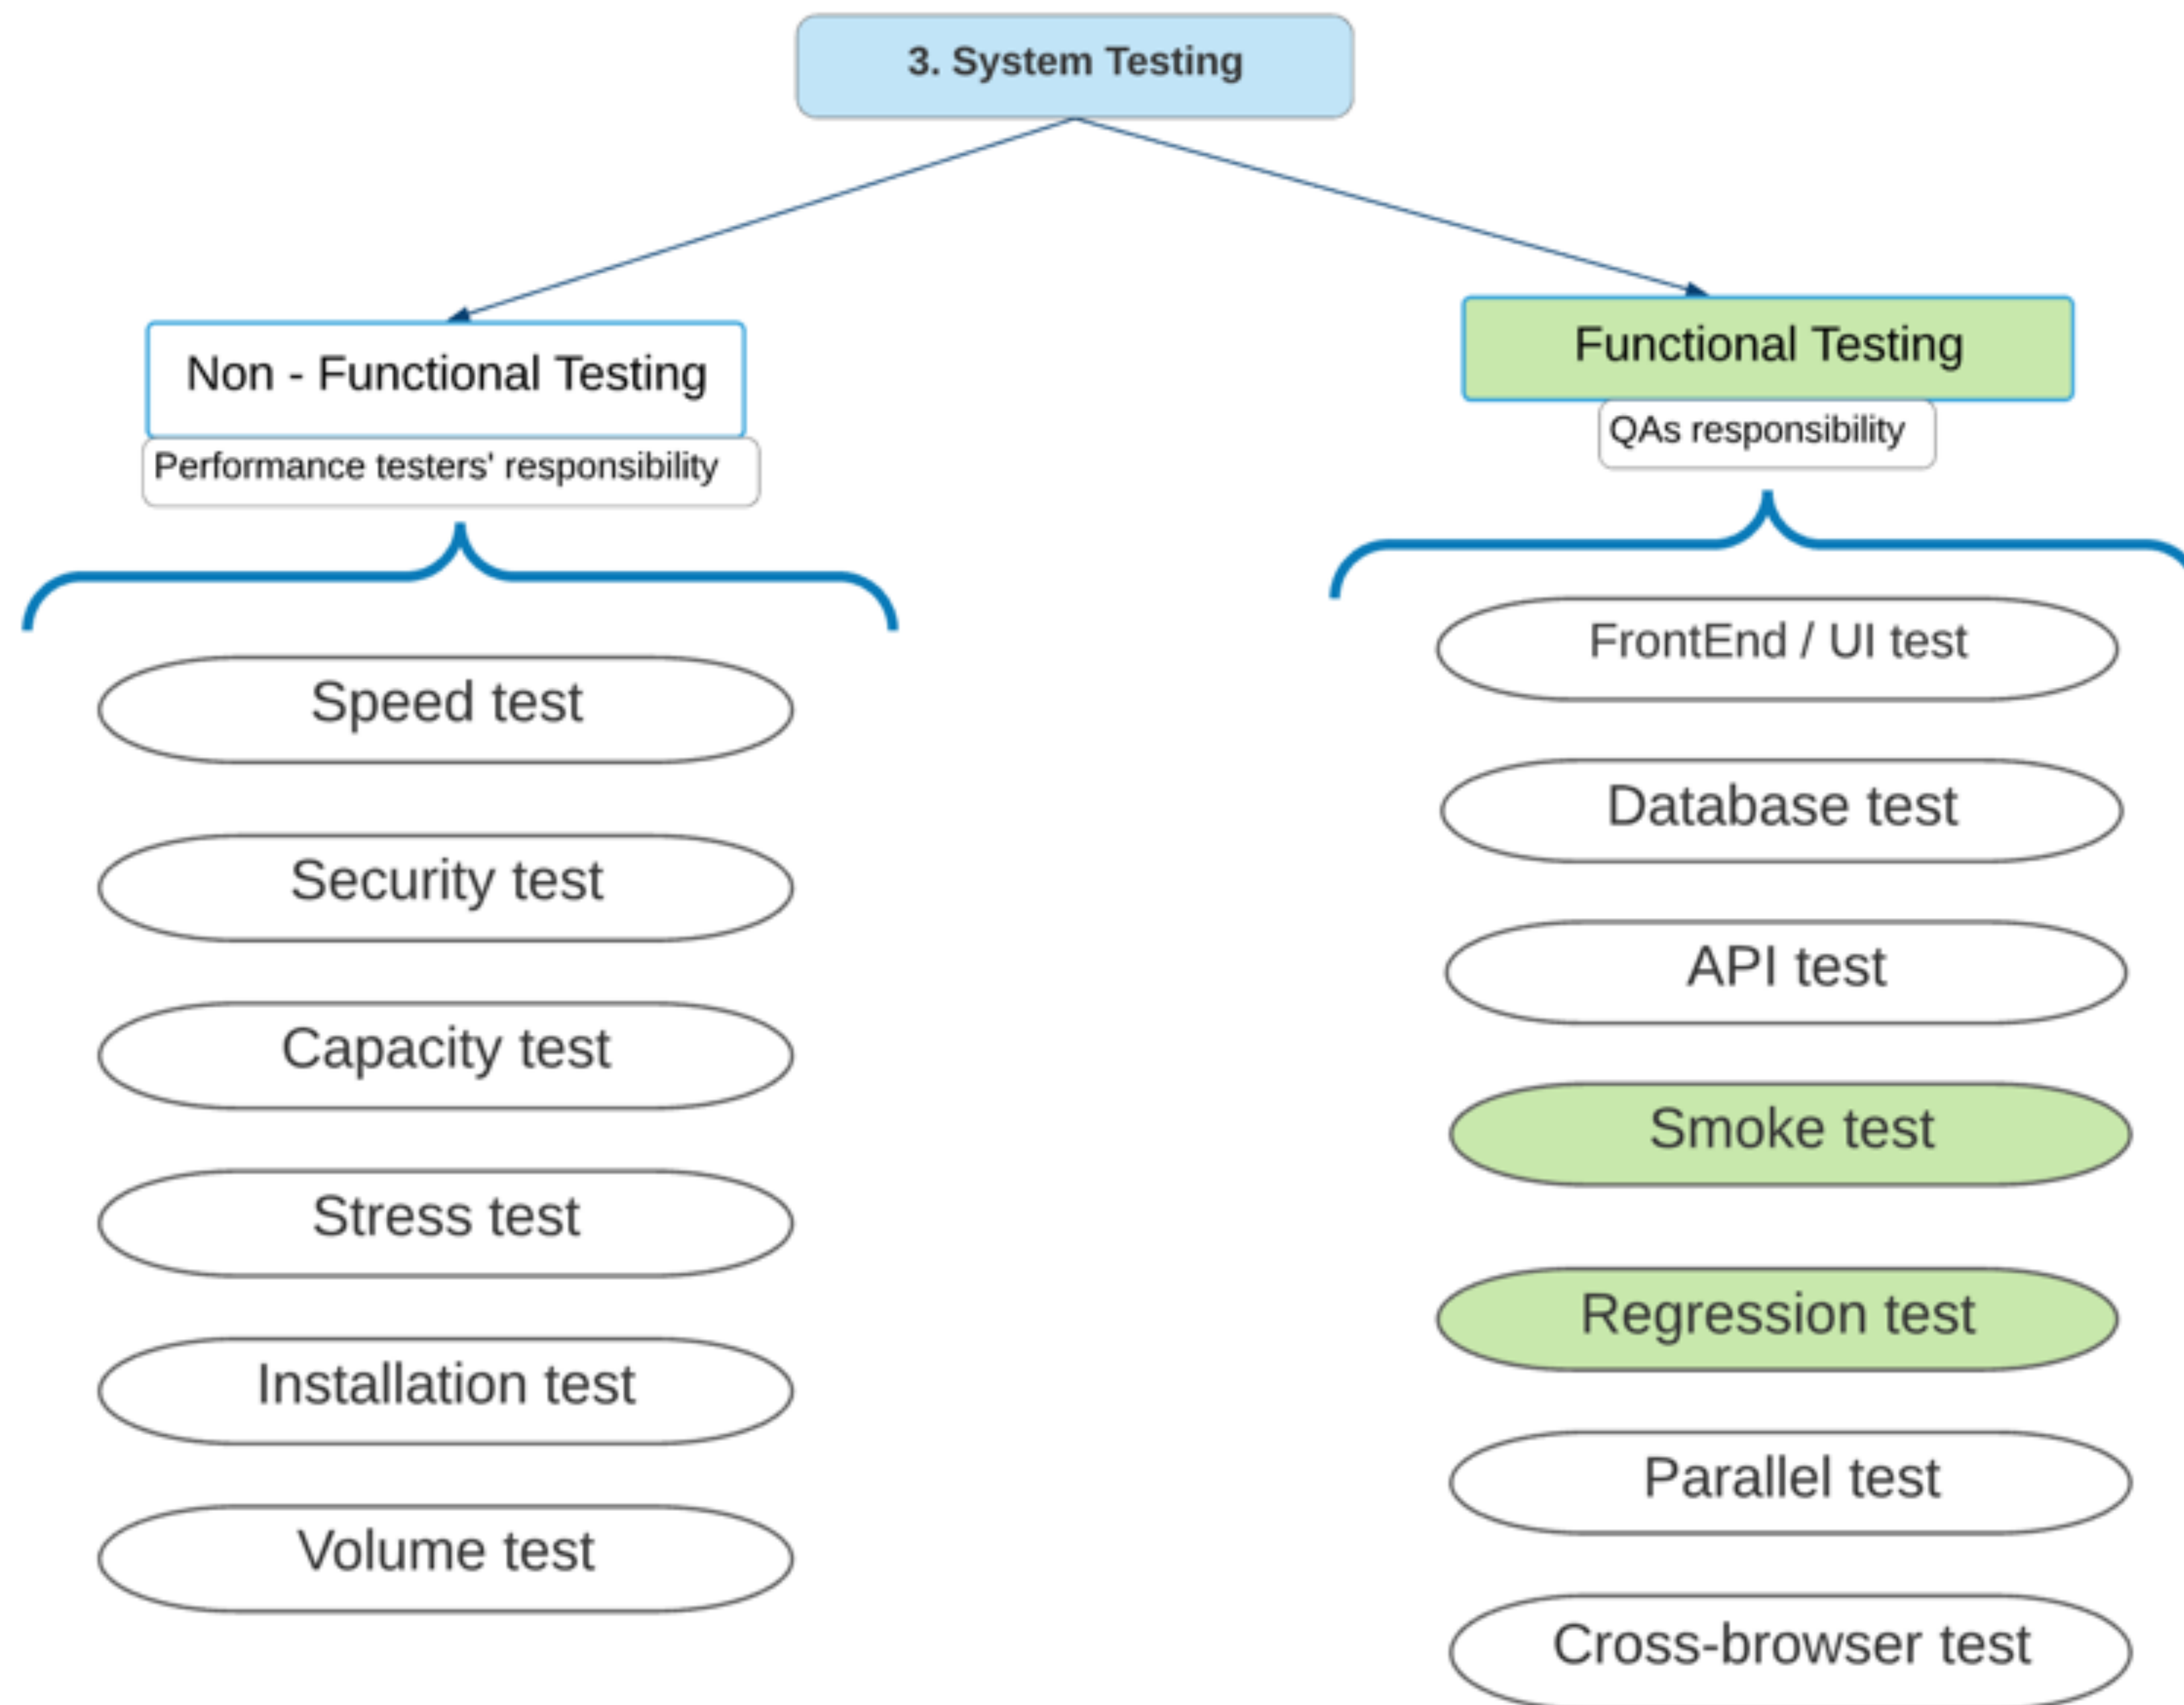 3. System Testing
Non - Functional Testing
Performance testers' responsibility
Speed test
Security test
Capacity test
Stress test
Installation test
Volume test
Functional Testing
QAs responsibility
FrontEnd / UI test
Database test
API test
Smoke test
Regression test
Parallel test
Cross-browser test